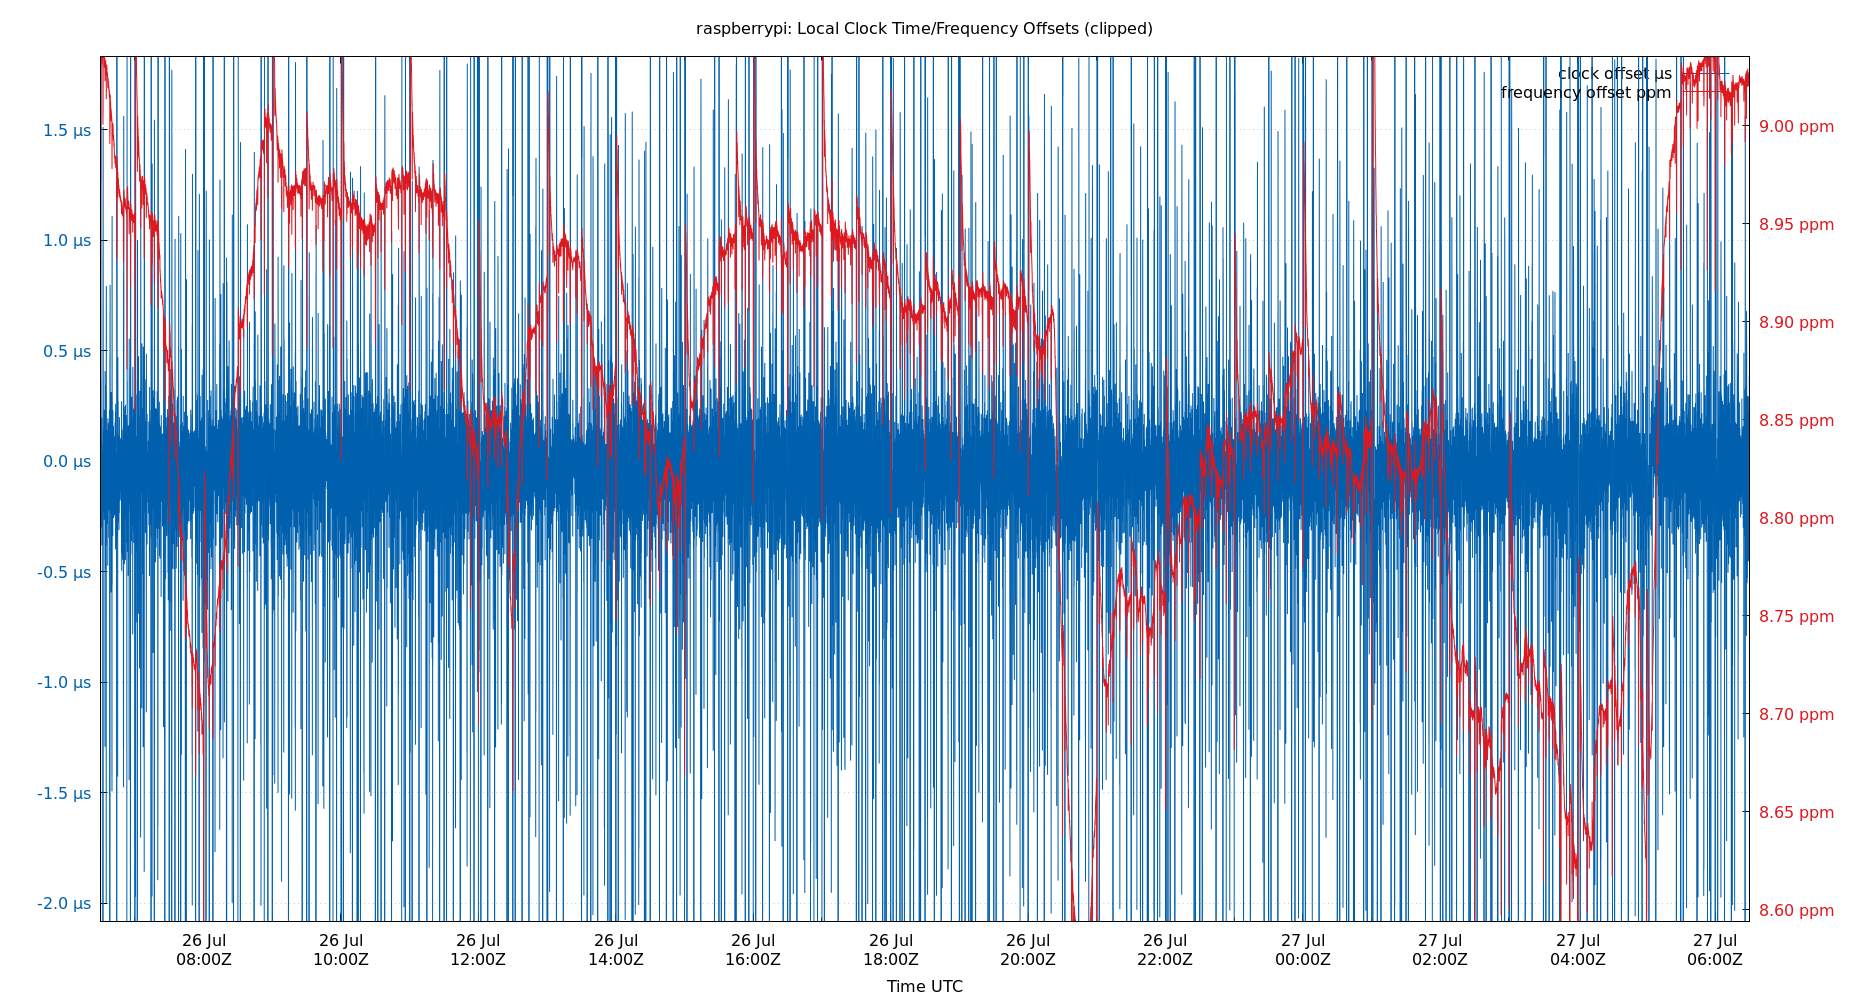 raspberrypi: Local Clock Time/Frequency Offsets (clipped)
clock offset µs
frequency offset ppm
1.5 µs
1.0 µs
0.5 µs
0.0 µs
-0.5 µs
-1.0 µs
-1.5 µs
-2.0 µs
9.00 ppm
8.95 ppm
8.90 ppm
8.85 ppm
8.80 ppm
8.75 ppm
8.70 ppm
8.65 ppm
8.60 ppm
26 Jul 26 Jul 26 Jul 26 Jul 26 Jul 26 Jul 26 Jul 26 Jul 27 Jul 27 Jul 27 Jul 27 Jul
08:00Z 10:00Z 12:00Z 14:00Z 16:00Z 18:00Z 20:00Z 22:00Z 00:00Z 02:00Z 04:00Z 06:00Z
Time UTC